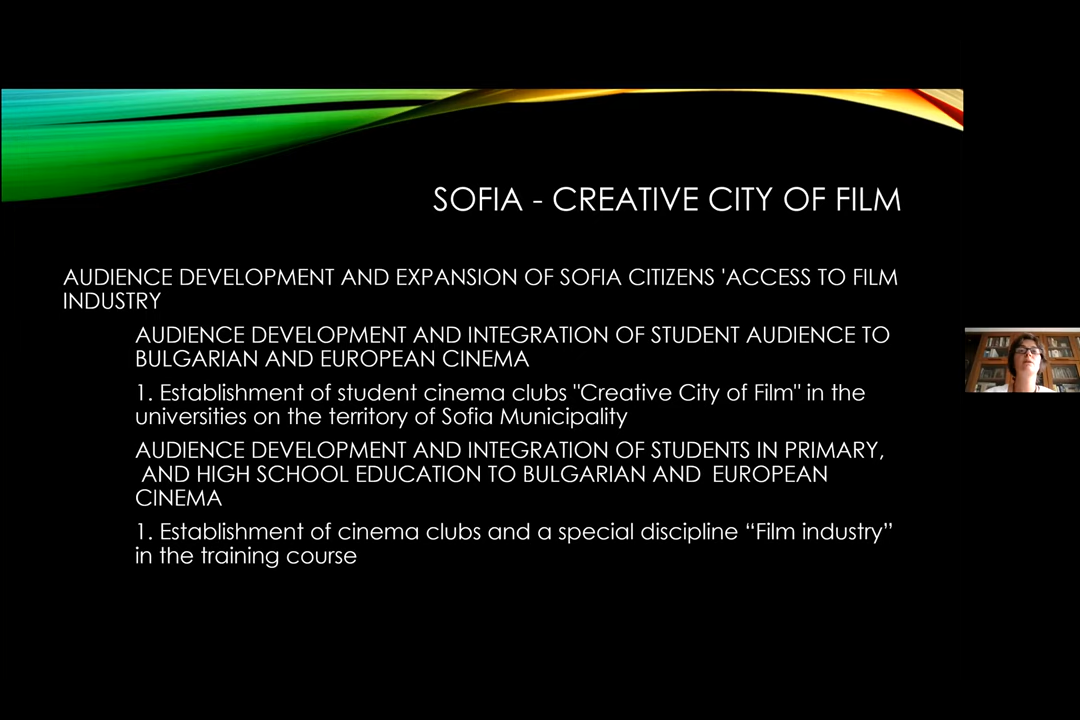 SOFIA - CREATIVE CITY OF FILM
AUDIENCE DEVELOPMENT AND EXPANSION OF SOFIA CITIZENS 'ACCESS TO FILM
INDUSTRY
AUDIENCE DEVELOPMENT AND INTEGRATION OF STUDENT AUDIENCE TO
BULGARIAN AND EUROPEAN CINEMA
1. Establishment of student cinema clubs "Creative City of Film" in the
universities on the territory of Sofia Municipality
AUDIENCE DEVELOPMENT AND INTEGRATION OF STUDENTS IN PRIMARY,
AND HIGH SCHOOL EDUCATION TO BULGARIAN AND EUROPEAN
CINEMA
1. Establishment of cinema clubs and a special discipline “Film industry”
in the training course